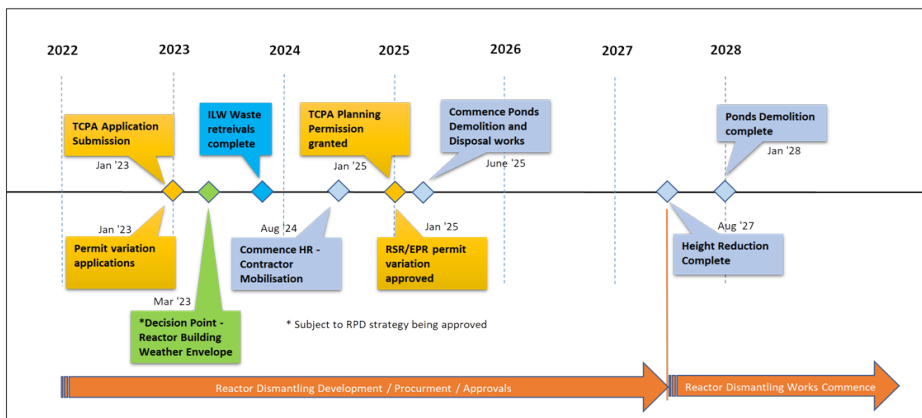 2022 2023 2024 2025 2026 2027 2028
TCPA Application
Submission
Jan '23
ILW Waste
retreivals
complete
TCPA Planning
Permission
granted
Jan '25
Commence Ponds
Demolition and
Disposal works
June '25
Ponds Demolition
complete
Jan '28
Jan '23
Permit variation
applications
Mar '23
*Decision Point -
Reactor Building
Weather Envelope
Aug '24
Commence HR -
Contractor
Mobilisation
Jan '25
RSR/EPR permit
variation
approved
Aug '27
Height Reduction
Complete
* Subject to RPD strategy being approved
Reactor Dismantling Development / Procurment / Approvals
Reactor Dismantling Works Commence